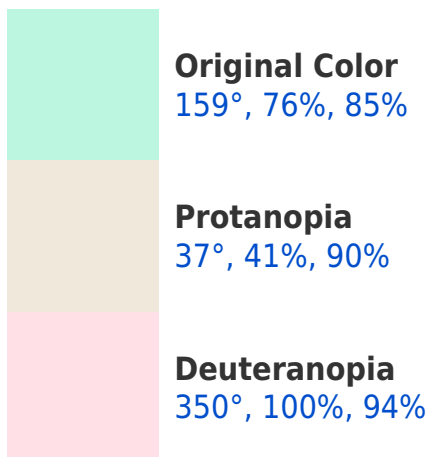 Original Color
159°, 76%, 85%
Protanopia
37°, 41%, 90%
Deuteranopia
350°, 100%, 94%